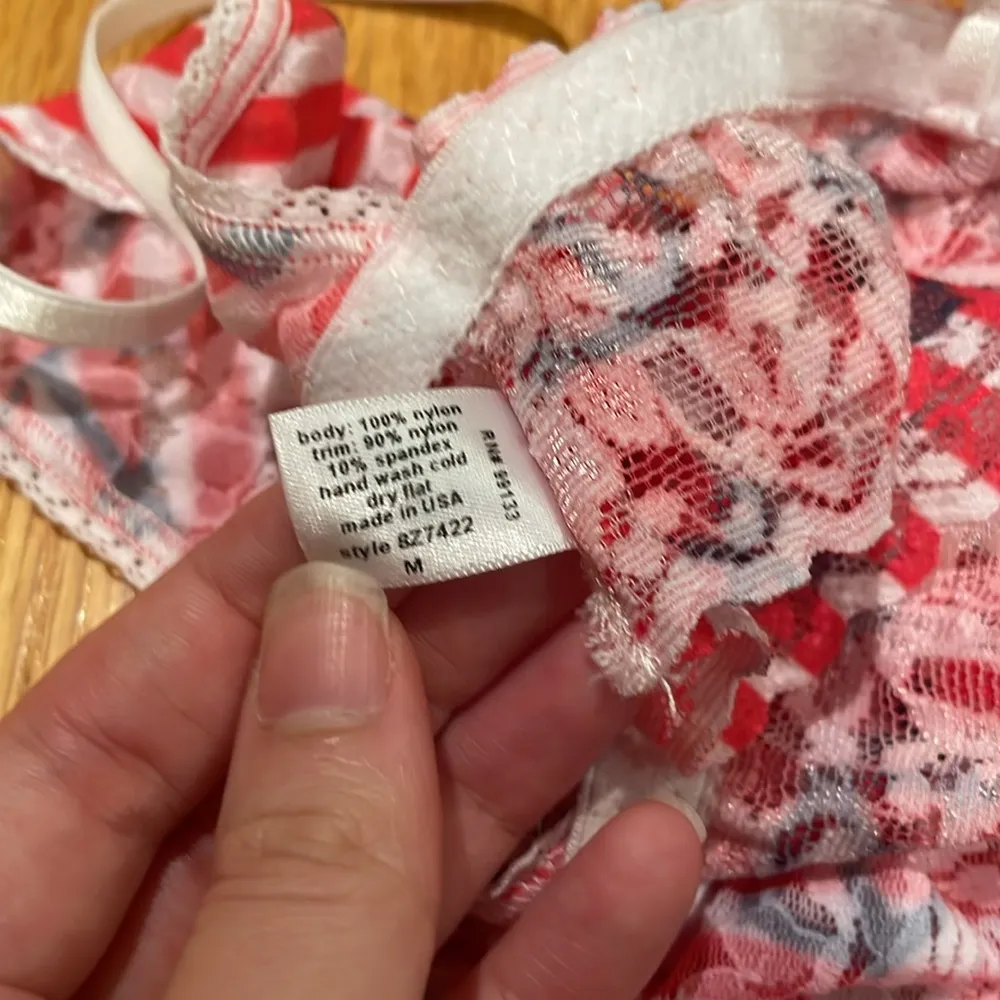 body: 100% nylon
trim: 90% nylon
10% spandex
hand wash cold
dry flat
made in USA
style 8Z7422
M
RN# 99133